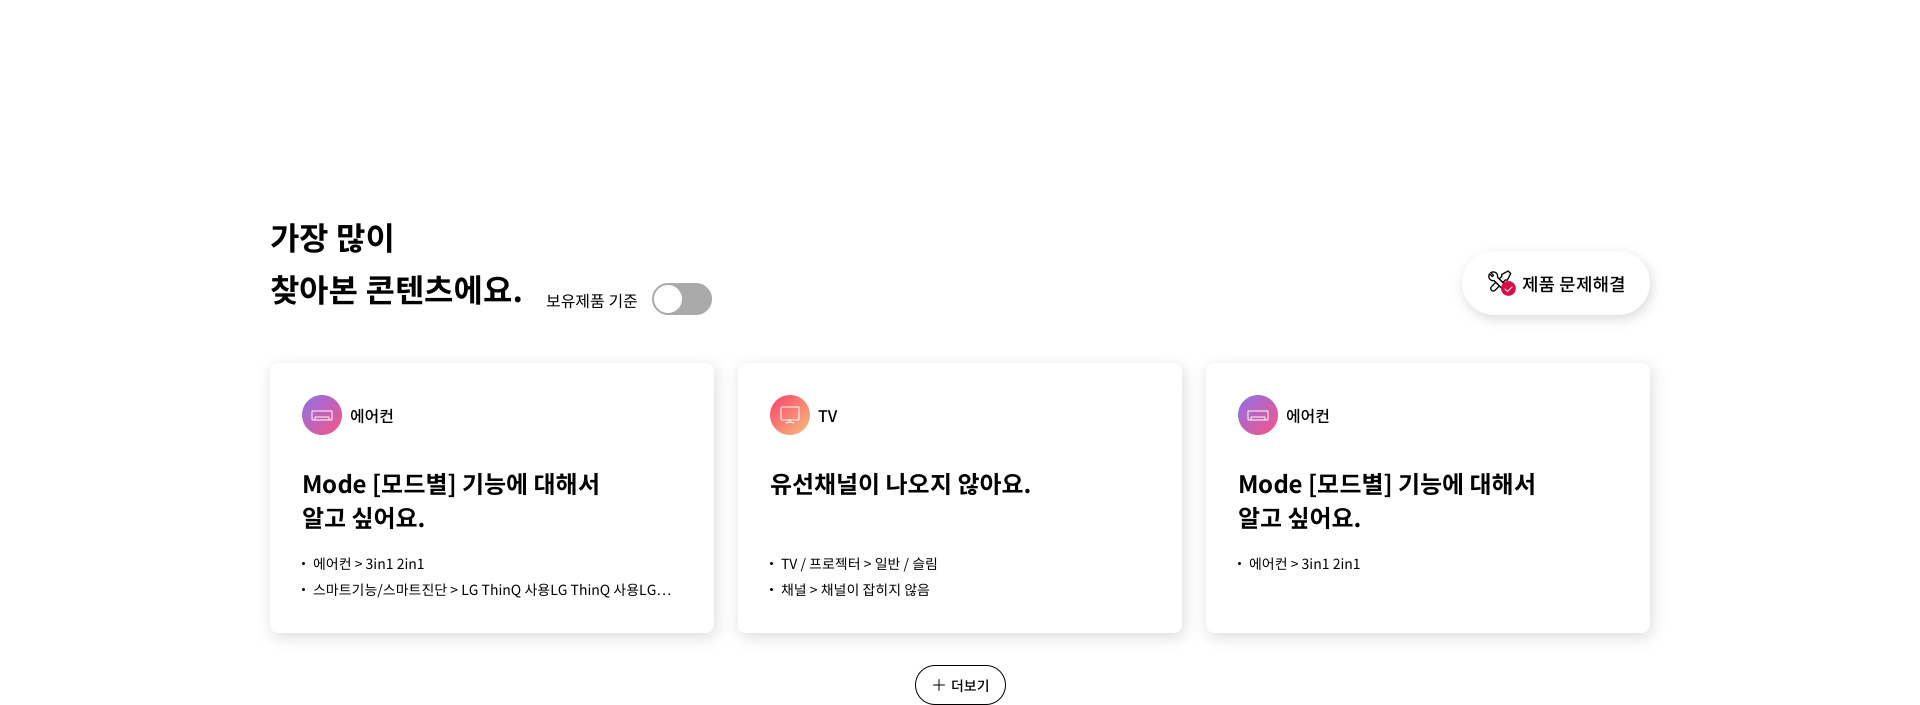 가장 많이
찾아본 콘텐츠에요.
보유제품 기준
제품 문제해결
에어컨
Mode [모드별] 기능에 대해서
알고 싶어요.
• 에어컨 > 3in1 2in1
• 스마트기능/스마트진단 > LG ThinQ 사용LG ThinQ 사용LG…
TV
유선채널이 나오지 않아요.
• TV / 프로젝터 > 일반 / 슬림
• 채널 > 채널이 잡히지 않음
에어컨
Mode [모드별] 기능에 대해서
알고 싶어요.
• 에어컨 > 3in1 2in1
+ 더보기